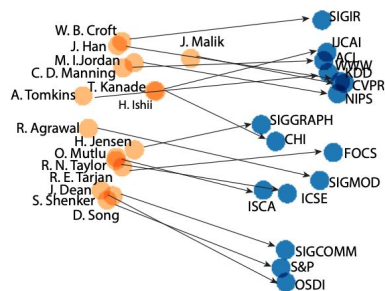 W. B. Croft
J. Han
M. I.Jordan
C. D. Manning
J. Malik
T. Kanade
A. Tomkins
H. Ishii
R. Agrawal
H. Jensen
O. Mutlu
R. N. Taylor
R. E. Tarjan
J. Dean
S. Shenker
D. Song
SIGIR
IJCAI
ACL
WWW
KDD
CVPR
NIPS
SIGGRAPH
CHI
FOCS
SIGMOD
ISCA
ICSE
SIGCOMM
S&P
OSDI